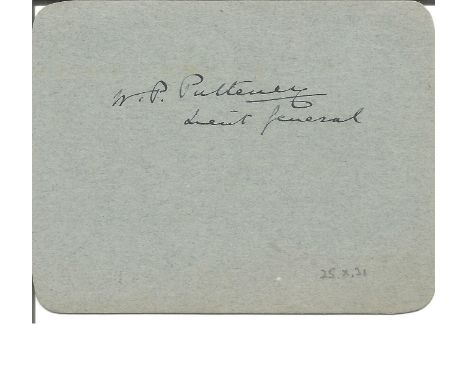 W. P. Pulteney
Lieut General
25.X.31